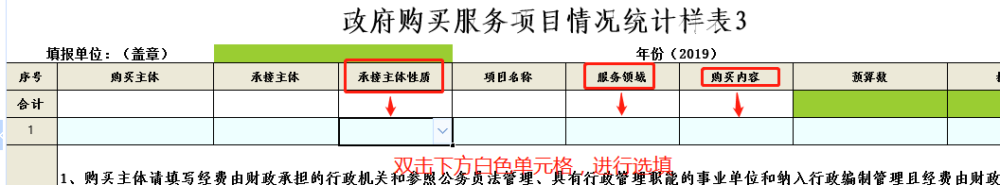 政府购买服务项目情况统计样表3
填报单位：（盖章） 年份（2019）
序号 购买主体 承接主体 承接主体性质 项目名称 服务领域 购买内容 预算数
合计
1
双击下方白色单元格，进行选填
1、购买主体请填写经费由财政承担的行政机关和参照公务员法管理、具有行政管理职能的事业单位和纳入行政编制管理且经费由财